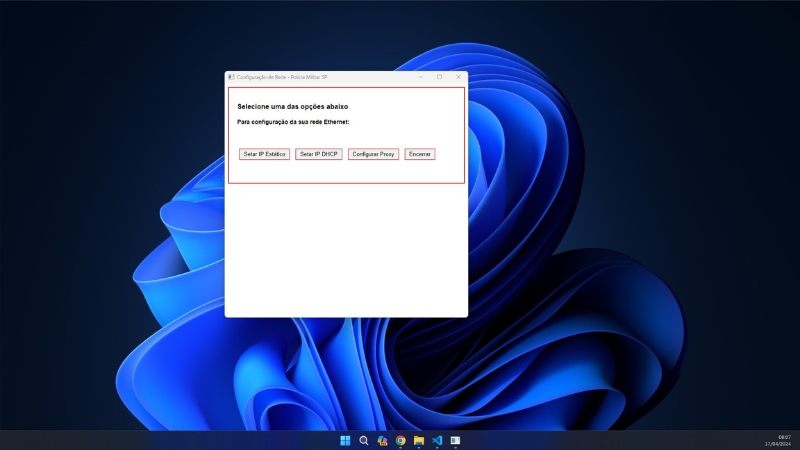 Configuração de Rede - Polícia Militar SP
Selecione uma das opções abaixo
Para configuração da sua rede Ethernet:
Setar IP Estático Setar IP DHCP Configurar Proxy Encerrar
08:07
17/04/2024